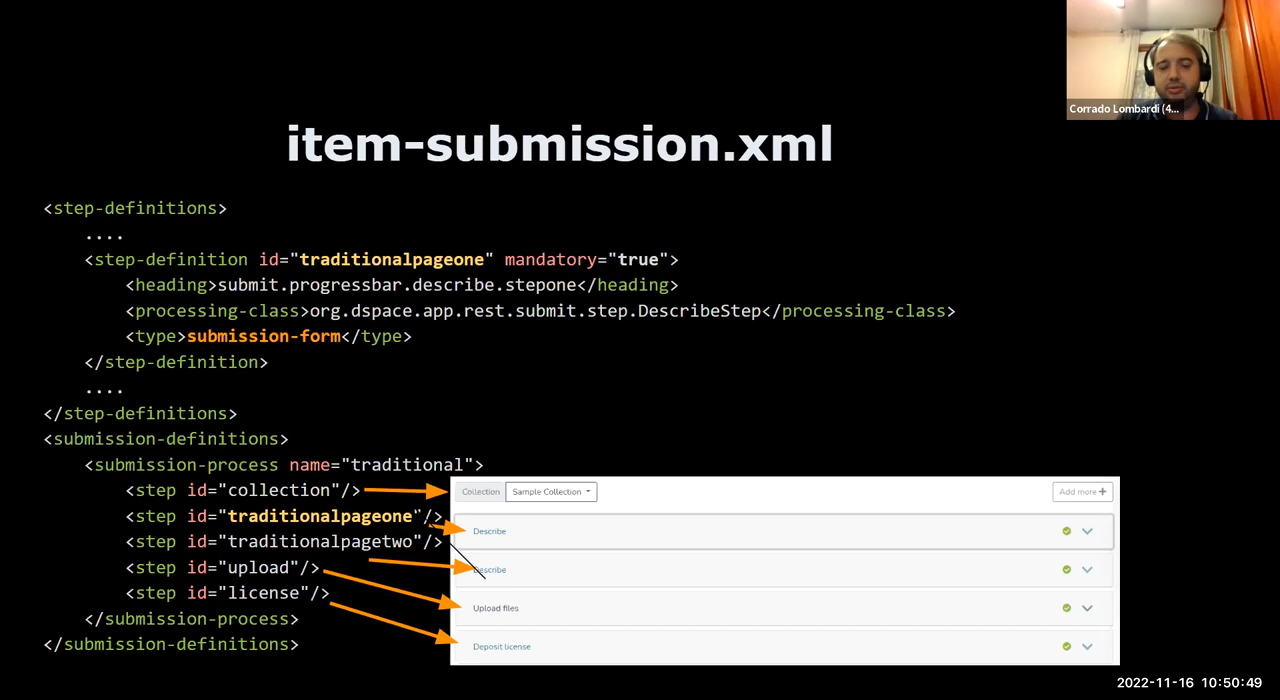 Corrado Lombardi (4...
item-submission.xml
<step-definitions>
....
<step-definition id="traditionalpageone" mandatory="true">
<heading>submit.progressbar.describe.stepone</heading>
<processing-class>org.dspace.app.rest.submit.step.DescribeStep</processing-class>
<type>submission-form</type>
</step-definition>
....
</step-definitions>
<submission-definitions>
<submission-process name="traditional">
<step id="collection"/>
<step id="traditionalpageone"/>
<step id="traditionalpagetwo"/>
<step id="upload"/>
<step id="license"/>
</submission-process>
</submission-definitions>
Collection Sample Collection Add more +
Describe
Describe
Upload files
Deposit license
2022-11-16 10:50:49